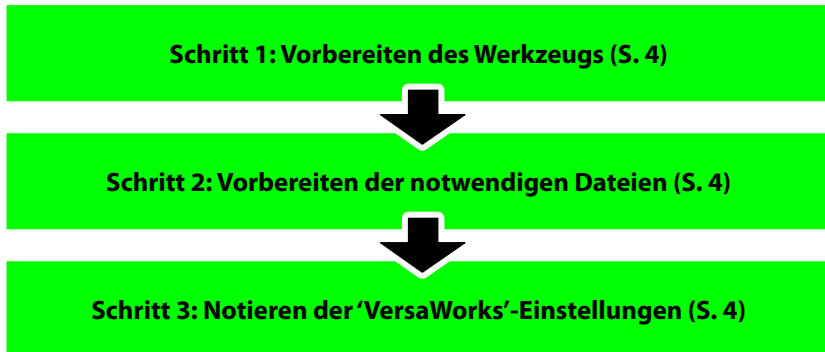 Schritt 1: Vorbereiten des Werkzeugs (S. 4)
Schritt 2: Vorbereiten der notwendigen Dateien (S. 4)
Schritt 3: Notieren der ‘VersaWorks’-Einstellungen (S. 4)